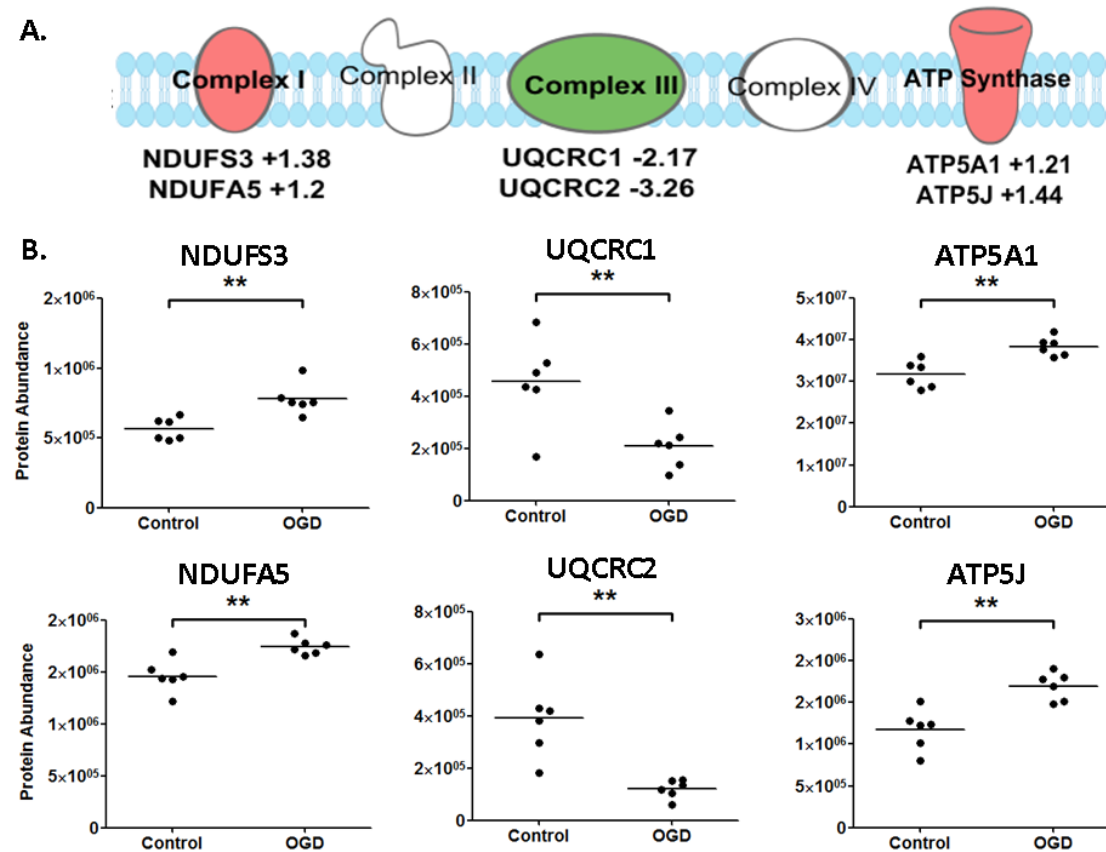 A.
Complex I
Complex II
Complex III
Complex IV
ATP Synthase
NDUFS3 +1.38
NDUFA5 +1.2
UQCRC1 -2.17
UQCRC2 -3.26
ATP5A1 +1.21
ATP5J +1.44
B.
NDUFS3
**
Protein Abundance
2×10⁰⁶
1×10⁰⁶
5×10⁰⁵
0
Control OGD
UQCRC1
**
8×10⁰⁵
6×10⁰⁵
4×10⁰⁵
2×10⁰⁵
0
Control OGD
ATP5A1
**
5×10⁰⁷
4×10⁰⁷
3×10⁰⁷
2×10⁰⁷
1×10⁰⁷
0
Control OGD
NDUFA5
**
Protein Abundance
2×10⁰⁶
2×10⁰⁶
1×10⁰⁶
5×10⁰⁵
0
Control OGD
UQCRC2
**
8×10⁰⁵
6×10⁰⁵
4×10⁰⁵
2×10⁰⁵
0
Control OGD
ATP5J
**
3×10⁰⁶
2×10⁰⁶
2×10⁰⁶
1×10⁰⁶
5×10⁰⁵
0
Control OGD